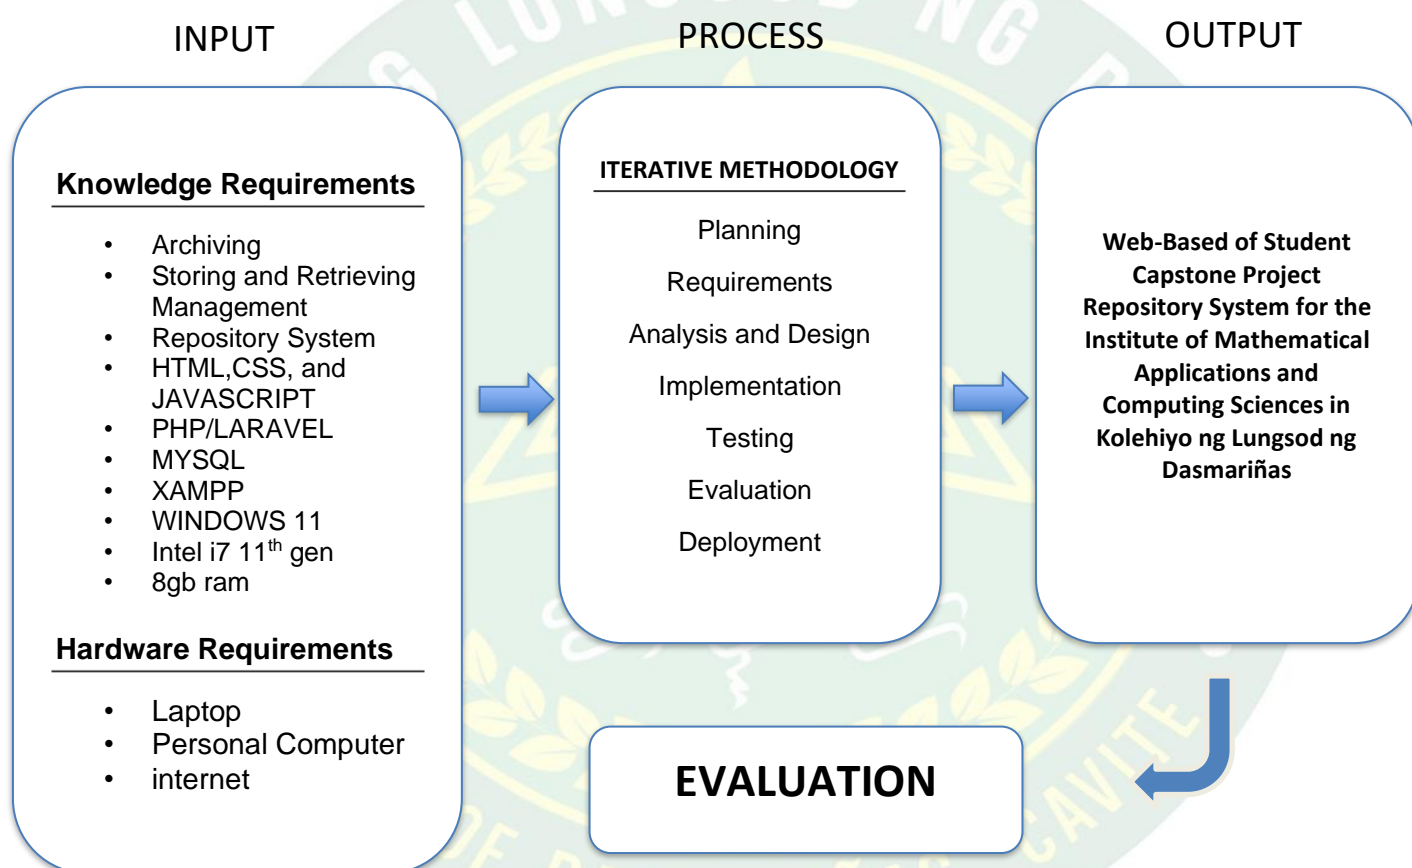 INPUT
PROCESS
OUTPUT
Knowledge Requirements
• Archiving
• Storing and Retrieving
Management
• Repository System
• HTML,CSS, and
JAVASCRIPT
• PHP/LARAVEL
• MYSQL
• XAMPP
• WINDOWS 11
• Intel i7 11th gen
• 8gb ram
Hardware Requirements
• Laptop
• Personal Computer
• internet
ITERATIVE METHODOLOGY
Planning
Requirements
Analysis and Design
Implementation
Testing
Evaluation
Deployment
Web-Based of Student
Capstone Project
Repository System for the
Institute of Mathematical
Applications and
Computing Sciences in
Kolehiyo ng Lungsod ng
Dasmariñas
EVALUATION
LUNGSOD NG
CAVITE